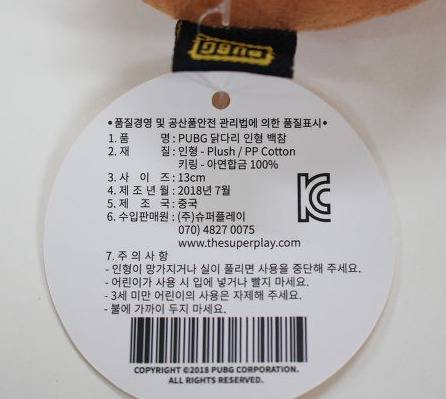 PUBG
•품질경영 및 공산품안전 관리법에 의한 품질표시•
1. 품 명 : PUBG 닭다리 인형 백참
2. 재 질 : 인형 - Plush / PP Cotton
키링 - 아연합금 100%
3. 사 이 즈 : 13cm
4. 제 조 년 월 : 2018년 7월
5. 제 조 국 : 중국
6. 수입판매원 : (주)슈퍼플레이
070) 4827 0075
www.thesuperplay.com
7. 주 의 사 항
- 인형이 망가지거나 실이 풀리면 사용을 중단해 주세요.
- 어린이가 사용 시 입에 넣거나 빨지 마세요.
- 3세 미만 어린이의 사용은 자제해 주세요.
- 불에 가까이 두지 마세요.
COPYRIGHT ©2018 PUBG CORPORATION.
ALL RIGHTS RESERVED.